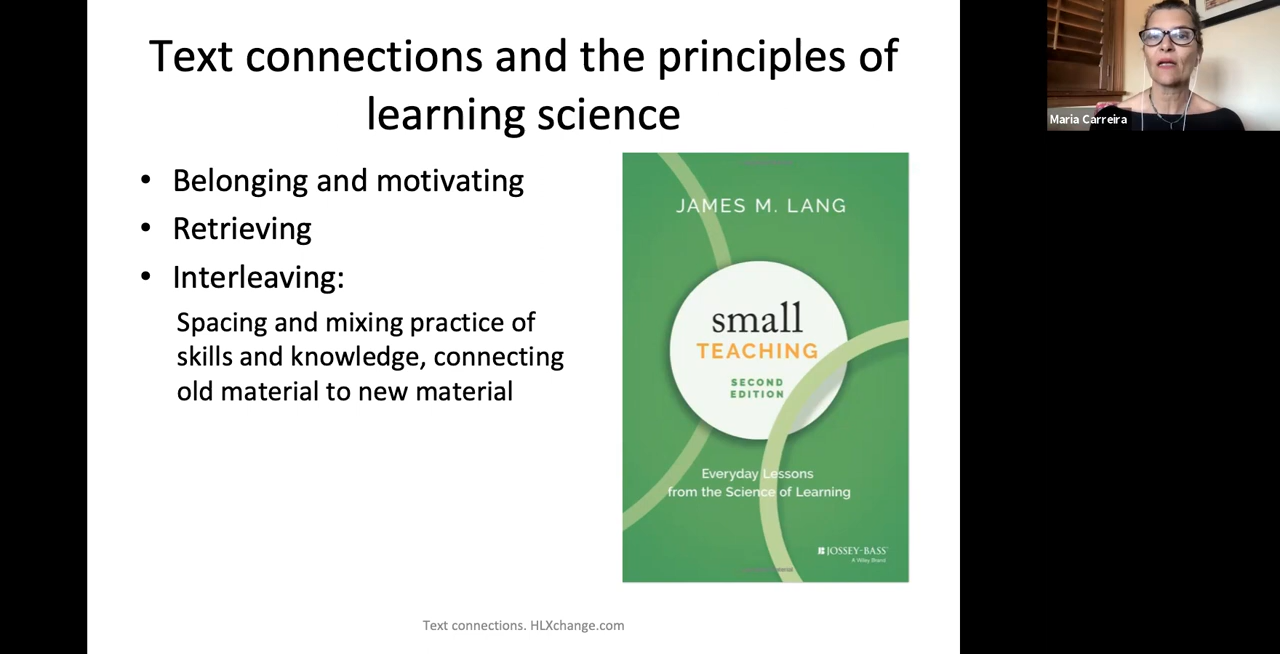 Text connections and the principles of
learning science
• Belonging and motivating
• Retrieving
• Interleaving:
Spacing and mixing practice of
skills and knowledge, connecting
old material to new material
JAMES M. LANG
small
TEACHING
SECOND
EDITION
Everyday Lessons
from the Science of Learning
JOSSEY-BASS
A Wiley Brand
Text connections. HLXchange.com
Maria Carreira